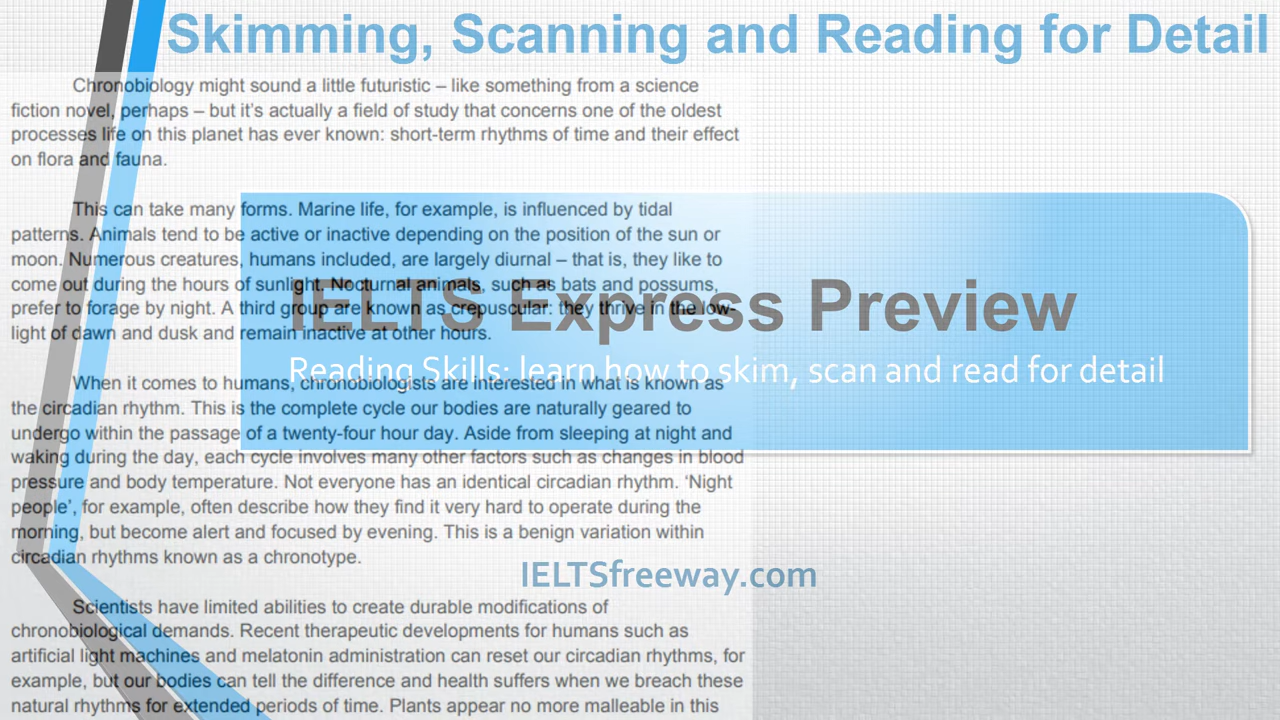 Skimming, Scanning and Reading for Detail
Chronobiology might sound a little futuristic – like something from a science
fiction novel, perhaps – but it's actually a field of study that concerns one of the oldest
processes life on this planet has ever known: short-term rhythms of time and their effect
on flora and fauna.
This can take many forms. Marine life, for example, is influenced by tidal
patterns. Animals tend to be active or inactive depending on the position of the sun or
moon. Numerous creatures, humans included, are largely diurnal – that is, they like to
come out during the hours of sunlight. Nocturnal animals, such as bats and possums,
prefer to forage by night. A third group are known as crepuscular: they thrive in the low-
light of dawn and dusk and remain inactive at other hours.
IELTS Express Preview
Reading Skills: learn how to skim, scan and read for detail
When it comes to humans, chronobiologists are interested in what is known as
the circadian rhythm. This is the complete cycle our bodies are naturally geared to
undergo within the passage of a twenty-four hour day. Aside from sleeping at night and
waking during the day, each cycle involves many other factors such as changes in blood
pressure and body temperature. Not everyone has an identical circadian rhythm. ‘Night
people’, for example, often describe how they find it very hard to operate during the
morning, but become alert and focused by evening. This is a benign variation within
circadian rhythms known as a chronotype.
IELTSfreeway.com
Scientists have limited abilities to create durable modifications of
chronobiological demands. Recent therapeutic developments for humans such as
artificial light machines and melatonin administration can reset our circadian rhythms, for
example, but our bodies can tell the difference and health suffers when we breach these
natural rhythms for extended periods of time. Plants appear no more malleable in this